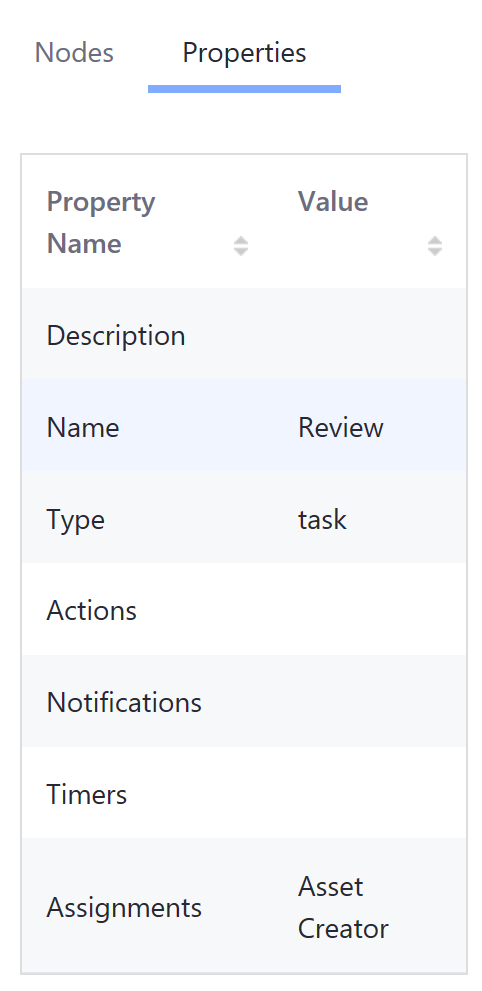 Nodes Properties
Property Name Value
Description
Name Review
Type task
Actions
Notifications
Timers
Assignments Asset Creator